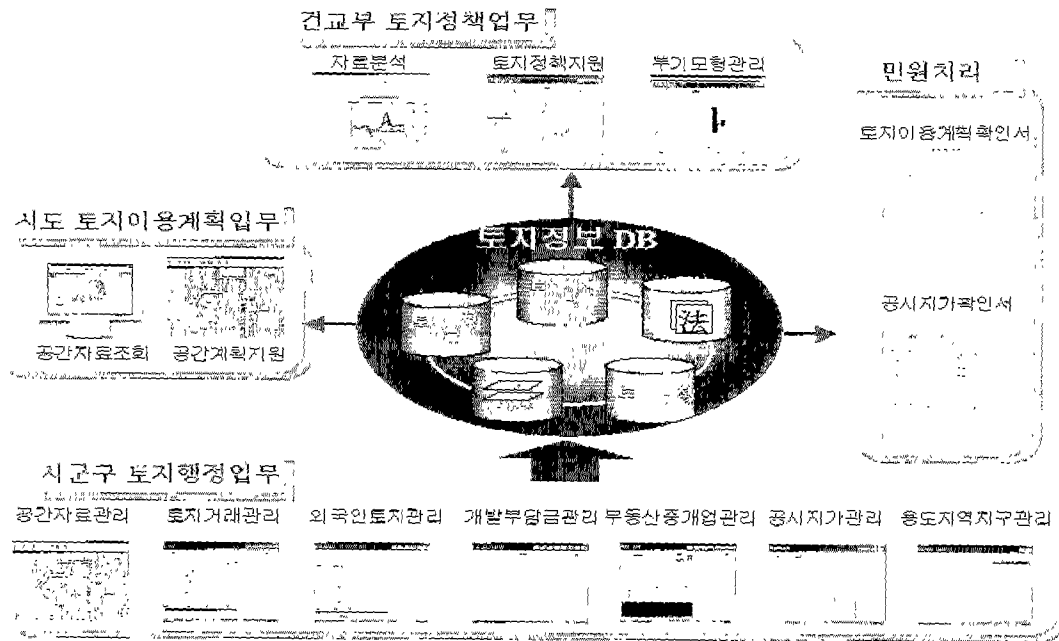 건교부 토지정책업무
자료분석
토지정책지원
투기모형관리
민원처리
토지이용계획확인서
공시지가확인서
시도 토지이용계획업무
공간자료조회
공간계획지원
토지정보 DB
法
시군구 토지행정업무
공간자료관리
토지거래관리
외국인토지관리
개발부담금관리
부동산중개업관리
공시지가관리
용도지역지구관리